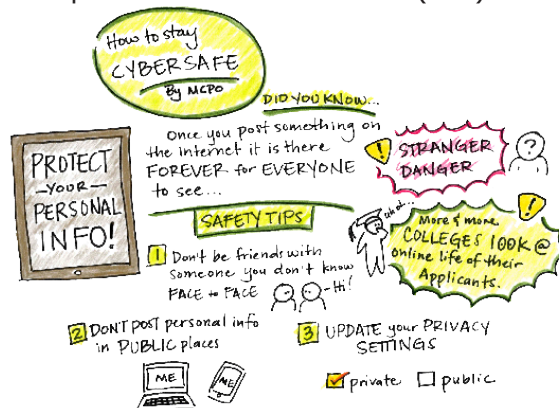 How to stay
CYBERSAFE
By MCPO
DID YOU KNOW...
Once you post something on
the internet it is there
FOREVER for EVERYONE
to see...
PROTECT
-YOUR-
PERSONAL
INFO!
!
STRANGER
DANGER
?
SAFETY TIPS
1 Don't be friends with
someone you don't know
FACE to FACE
-Hi!
uh oh...
!
More & more
COLLEGES lOOK @
online life of their
Applicants.
2 DON'T POST personal info
in PUBLIC places
ME
ME
3 UPDATE your PRIVACY
SETTINGS
private public